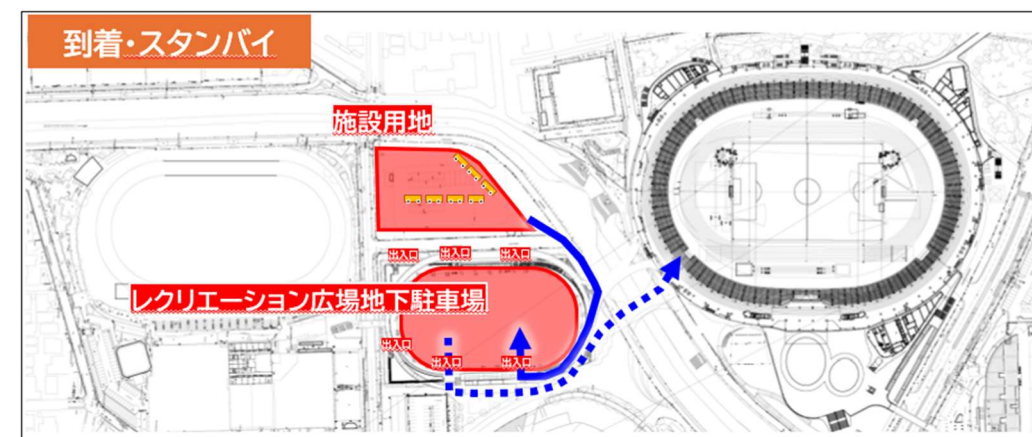 到着・スタンバイ
施設用地
出入口 出入口 出入口
レクリエーション広場地下駐車場
出入口
出入口 出入口